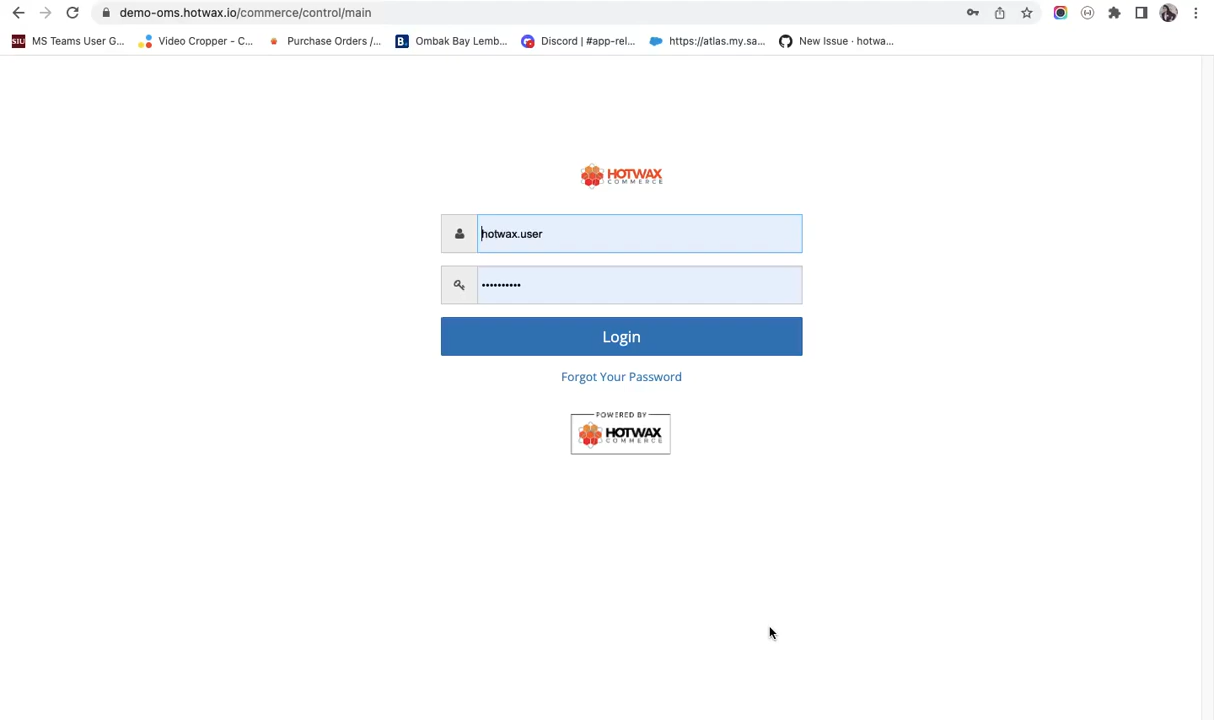 demo-oms.hotwax.io/commerce/control/main
SIU MS Teams User G... Video Cropper - C... Purchase Orders /... B. Ombak Bay Lemb... Discord | #app-rel... https://atlas.my.sa... New Issue · hotwa...
HOTWAX
COMMERCE
hotwax.user
••••••••••
Login
Forgot Your Password
POWERED BY
HOTWAX
COMMERCE